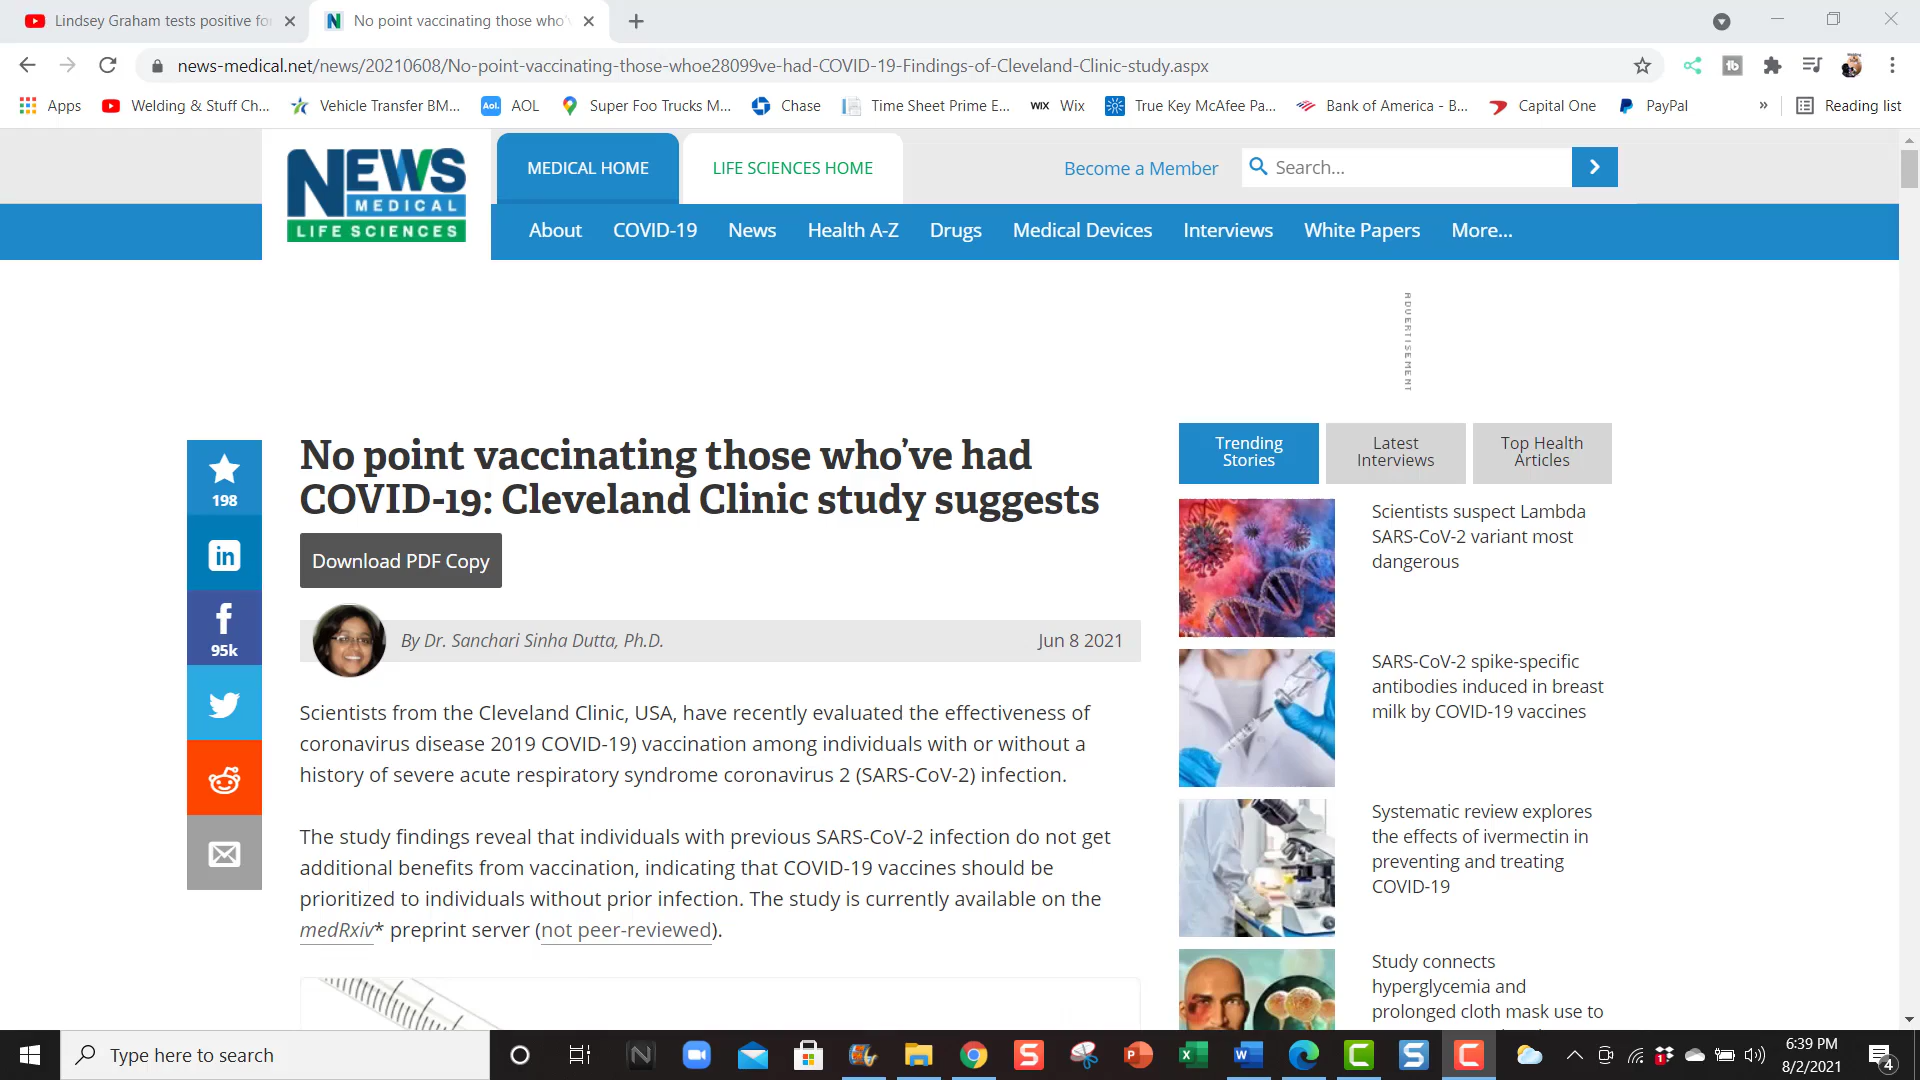 Lindsey Graham tests positive fo
No point vaccinating those who'
news-medical.net/news/20210608/No-point-vaccinating-those-whoe28099ve-had-COVID-19-Findings-of-Cleveland-Clinic-study.aspx
Apps Welding & Stuff Ch... Vehicle Transfer BM... Aol. AOL Super Foo Trucks M... Chase Time Sheet Prime E... WIX Wix True Key McAfee Pa... Bank of America - B... Capital One PayPal » Reading list
NEWS
MEDICAL
LIFE SCIENCES
MEDICAL HOME LIFE SCIENCES HOME Become a Member Search...
About COVID-19 News Health A-Z Drugs Medical Devices Interviews White Papers More...
ADVERTISEMENT
198
in
f
95k
No point vaccinating those who've had
COVID-19: Cleveland Clinic study suggests
Download PDF Copy
By Dr. Sanchari Sinha Dutta, Ph.D. Jun 8 2021
Scientists from the Cleveland Clinic, USA, have recently evaluated the effectiveness of
coronavirus disease 2019 COVID-19) vaccination among individuals with or without a
history of severe acute respiratory syndrome coronavirus 2 (SARS-CoV-2) infection.
The study findings reveal that individuals with previous SARS-CoV-2 infection do not get
additional benefits from vaccination, indicating that COVID-19 vaccines should be
prioritized to individuals without prior infection. The study is currently available on the
medRxiv* preprint server (not peer-reviewed).
Trending
Stories
Latest
Interviews
Top Health
Articles
Scientists suspect Lambda
SARS-CoV-2 variant most
dangerous
SARS-CoV-2 spike-specific
antibodies induced in breast
milk by COVID-19 vaccines
Systematic review explores
the effects of ivermectin in
preventing and treating
COVID-19
Study connects
hyperglycemia and
prolonged cloth mask use to
Type here to search
6:39 PM
8/2/2021
4